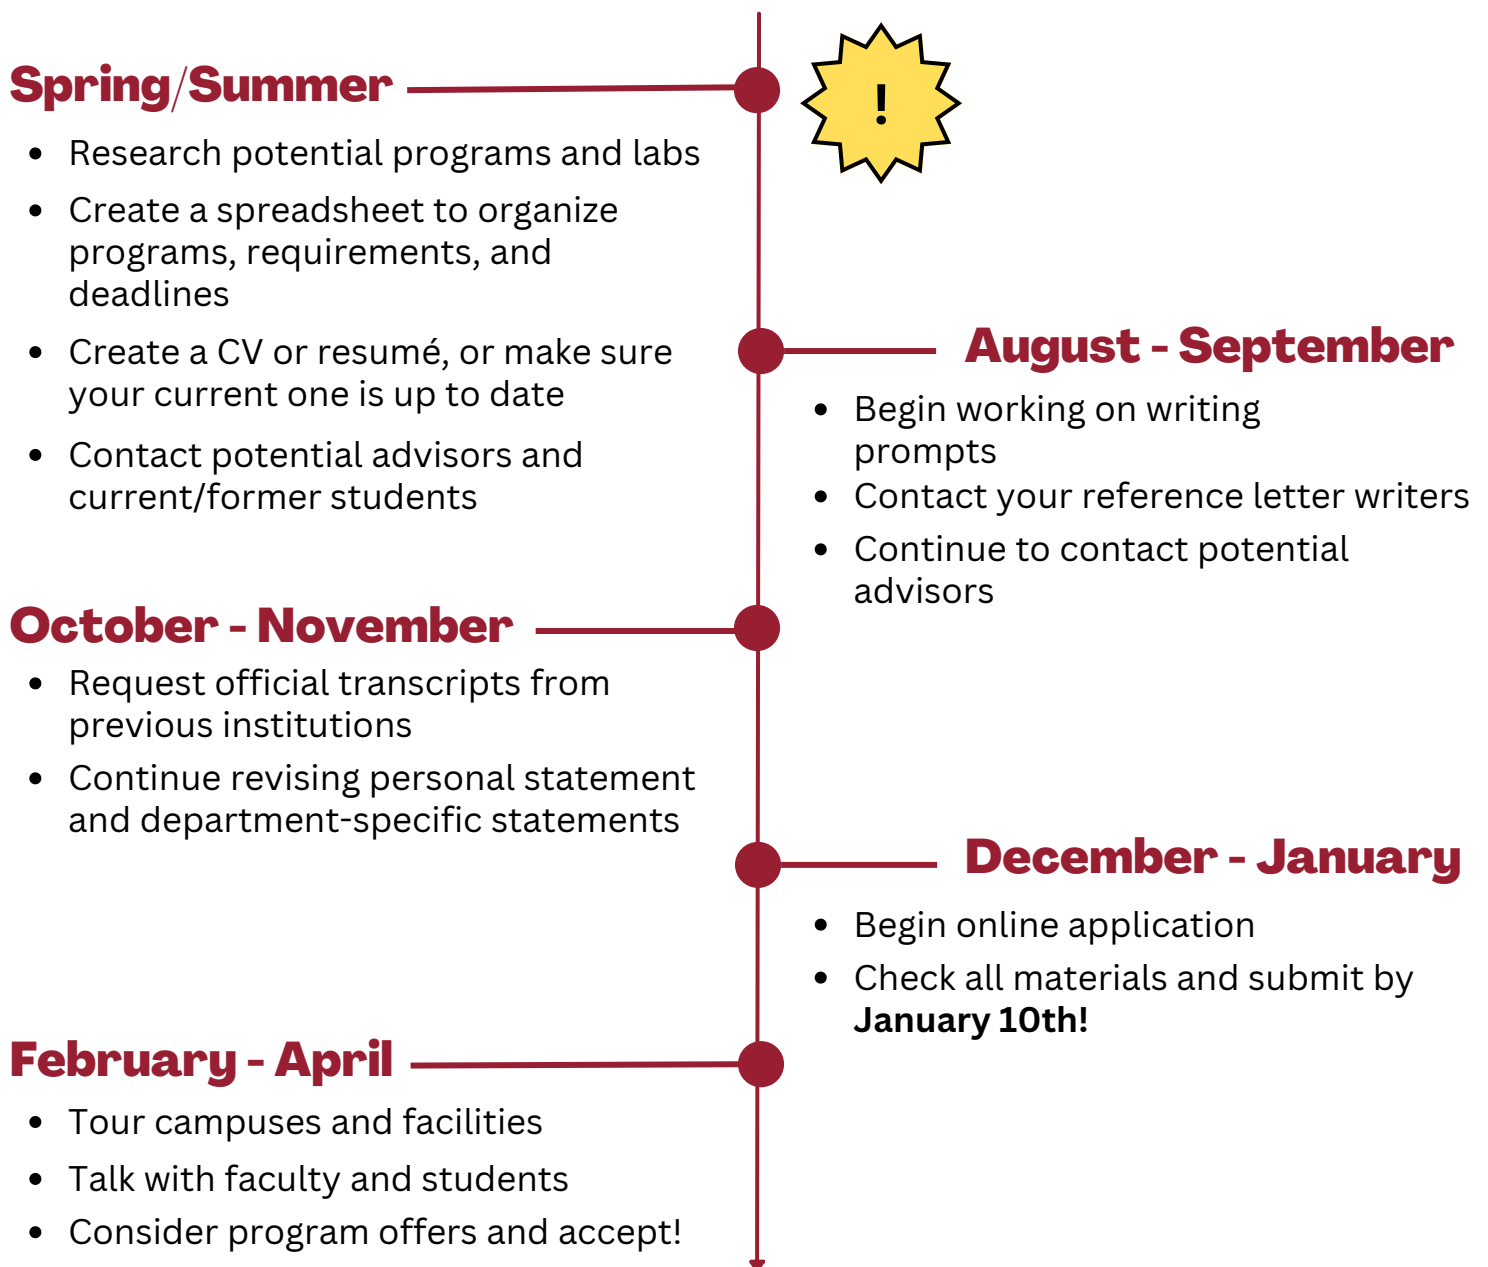 Spring/Summer
!
• Research potential programs and labs
• Create a spreadsheet to organize
programs, requirements, and
deadlines
• Create a CV or resumé, or make sure
your current one is up to date
• Contact potential advisors and
current/former students
August - September
• Begin working on writing
prompts
• Contact your reference letter writers
• Continue to contact potential
advisors
October - November
• Request official transcripts from
previous institutions
• Continue revising personal statement
and department-specific statements
December - January
• Begin online application
• Check all materials and submit by
January 10th!
February - April
• Tour campuses and facilities
• Talk with faculty and students
• Consider program offers and accept!